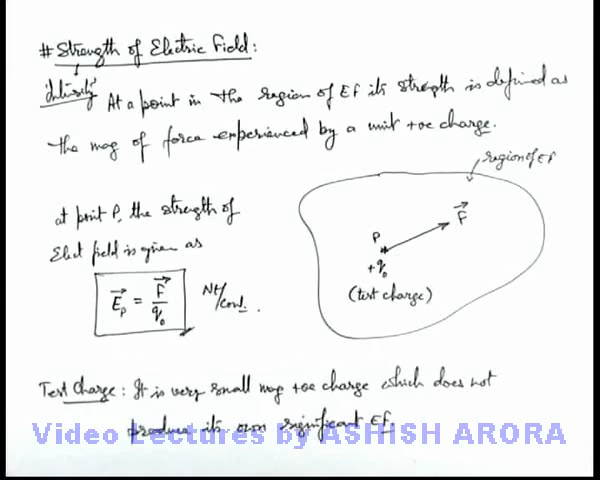 # Strength of Electric Field:
'Intensity'
At a point in the region of EF its strength is defined as
the mag of force experienced by a unit +ve charge.
region of EF
at point P, the strength of
Elect field is given as
F
P
+q₀
(test charge)
E_P = F/q₀ Nt/coul.
Test Charge: It is very small mag +ve charge which does not
produce its own significant EF.
Video Lectures by ASHISH ARORA